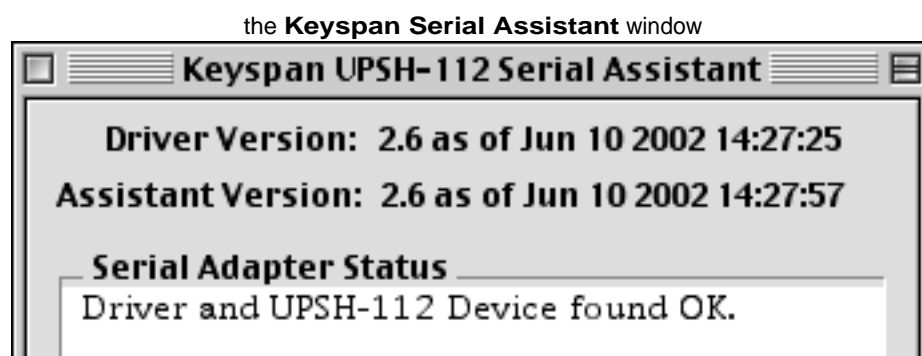 the Keyspan Serial Assistant window
Keyspan UPSH-112 Serial Assistant
Driver Version: 2.6 as of Jun 10 2002 14:27:25
Assistant Version: 2.6 as of Jun 10 2002 14:27:57
Serial Adapter Status
Driver and UPSH-112 Device found OK.